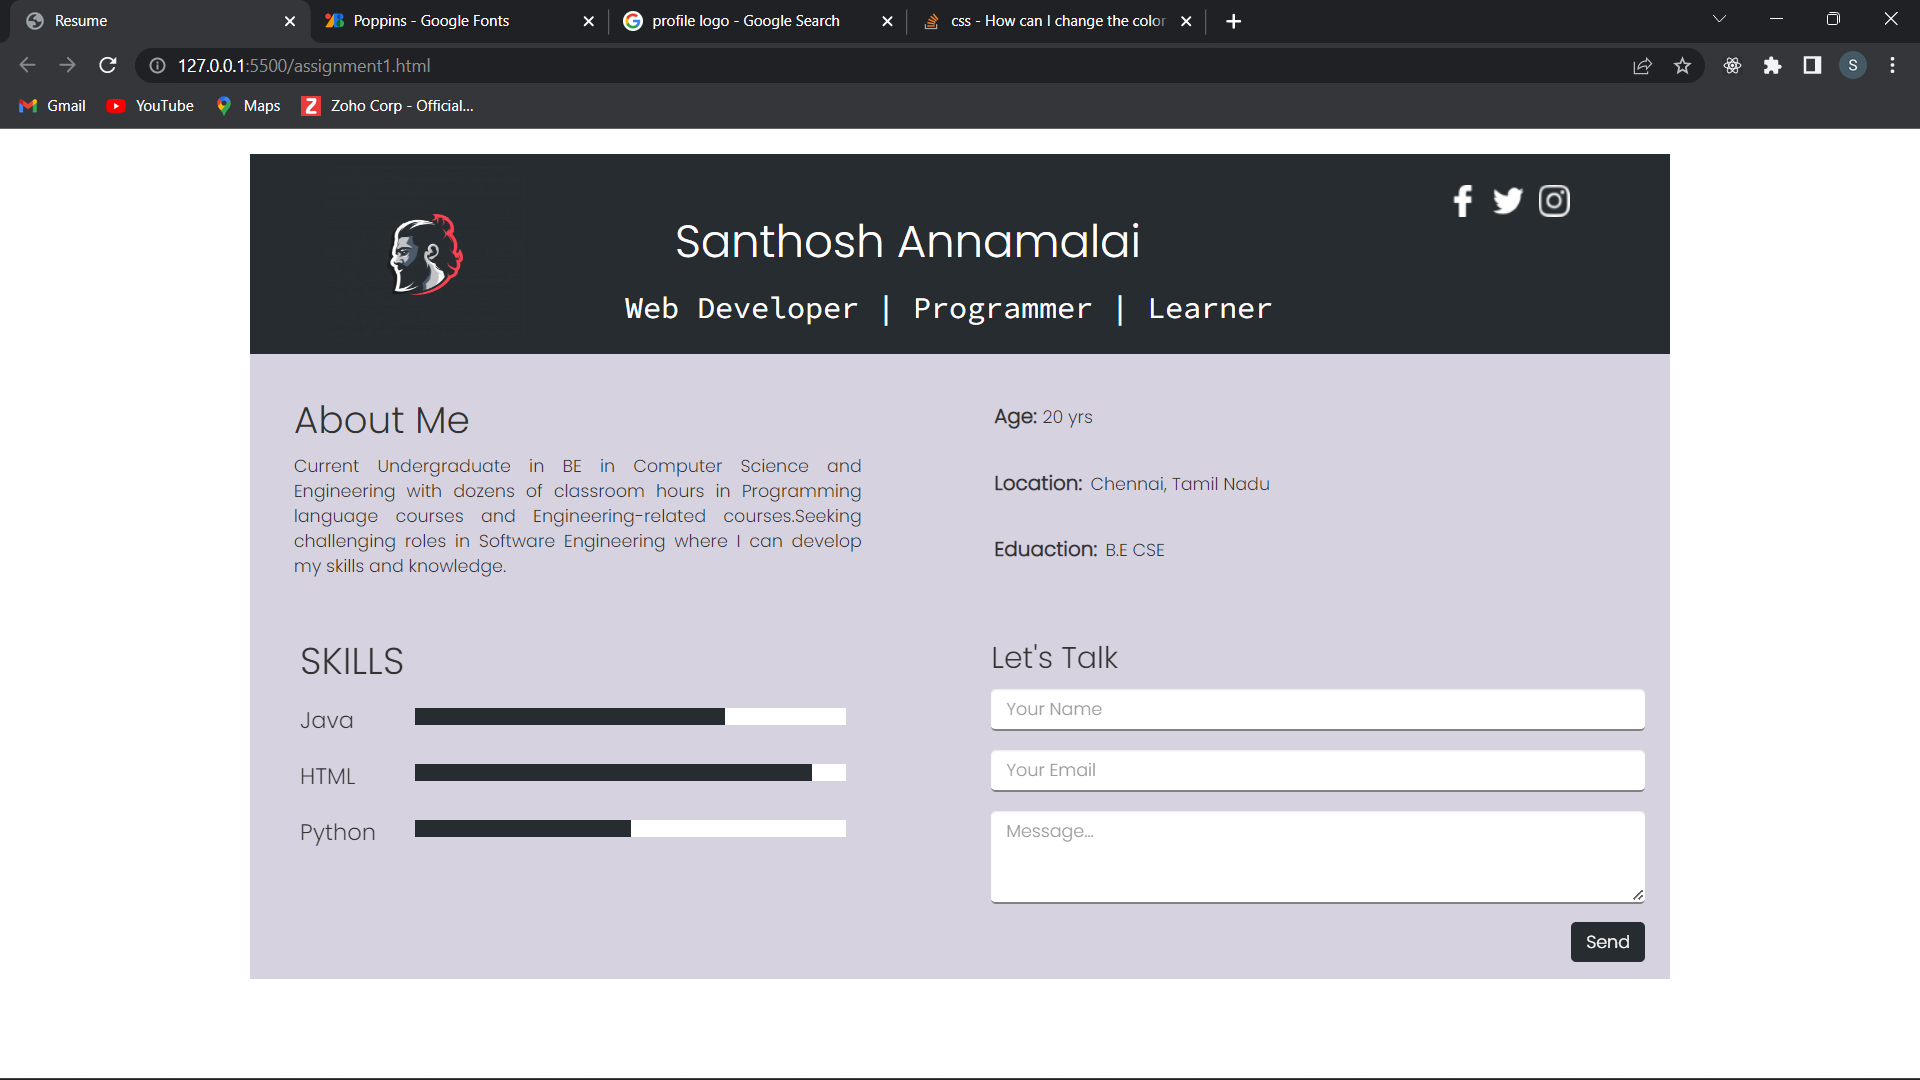 Resume
Poppins - Google Fonts
profile logo - Google Search
css - How can I change the color
127.0.0.1:5500/assignment1.html
S
Gmail
YouTube
Maps
Z
Zoho Corp - Official...
Santhosh Annamalai
Web Developer | Programmer | Learner
About Me
Current Undergraduate in BE in Computer Science and
Engineering with dozens of classroom hours in Programming
language courses and Engineering-related courses.Seeking
challenging roles in Software Engineering where I can develop
my skills and knowledge.
Age: 20 yrs
Location: Chennai, Tamil Nadu
Eduaction: B.E CSE
SKILLS
Java
HTML
Python
Let's Talk
Your Name
Your Email
Message...
Send